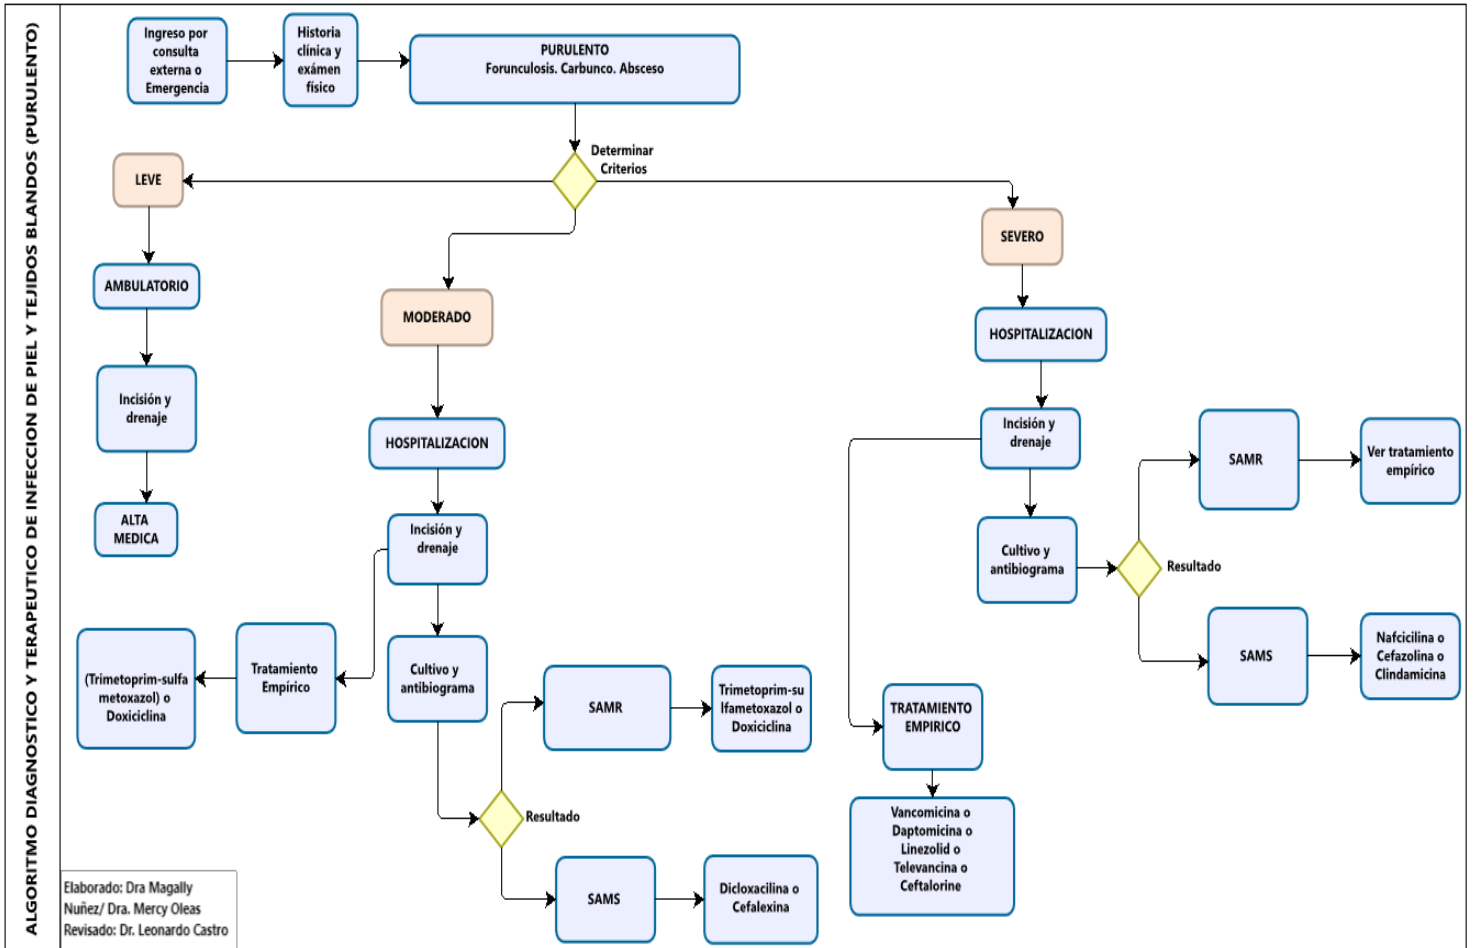 ALGORITMO DIAGNOSTICO Y TERAPEUTICO DE INFECCION DE PIEL Y TEJIDOS BLANDOS (PURULENTO)
Ingreso por
consulta
externa o
Emergencia
Historia
clínica y
exámen
físico
PURULENTO
Forunculosis. Carbunco. Absceso
Determinar
Criterios
LEVE
AMBULATORIO
Incisión y
drenaje
ALTA
MEDICA
MODERADO
HOSPITALIZACION
Incisión y
drenaje
Tratamiento
Empírico
(Trimetoprim-sulfa
metoxazol) o
Doxiciclina
Cultivo y
antibiograma
Resultado
SAMR
Trimetoprim-su
lfametoxazol o
Doxiciclina
SAMS
Dicloxacilina o
Cefalexina
SEVERO
HOSPITALIZACION
Incisión y
drenaje
Cultivo y
antibiograma
Resultado
SAMR
Ver tratamiento
empírico
SAMS
Nafcicilina o
Cefazolina o
Clindamicina
TRATAMIENTO
EMPIRICO
Vancomicina o
Daptomicina o
Linezolid o
Televancina o
Ceftalorine
Elaborado: Dra Magally
Nuñez/ Dra. Mercy Oleas
Revisado: Dr. Leonardo Castro